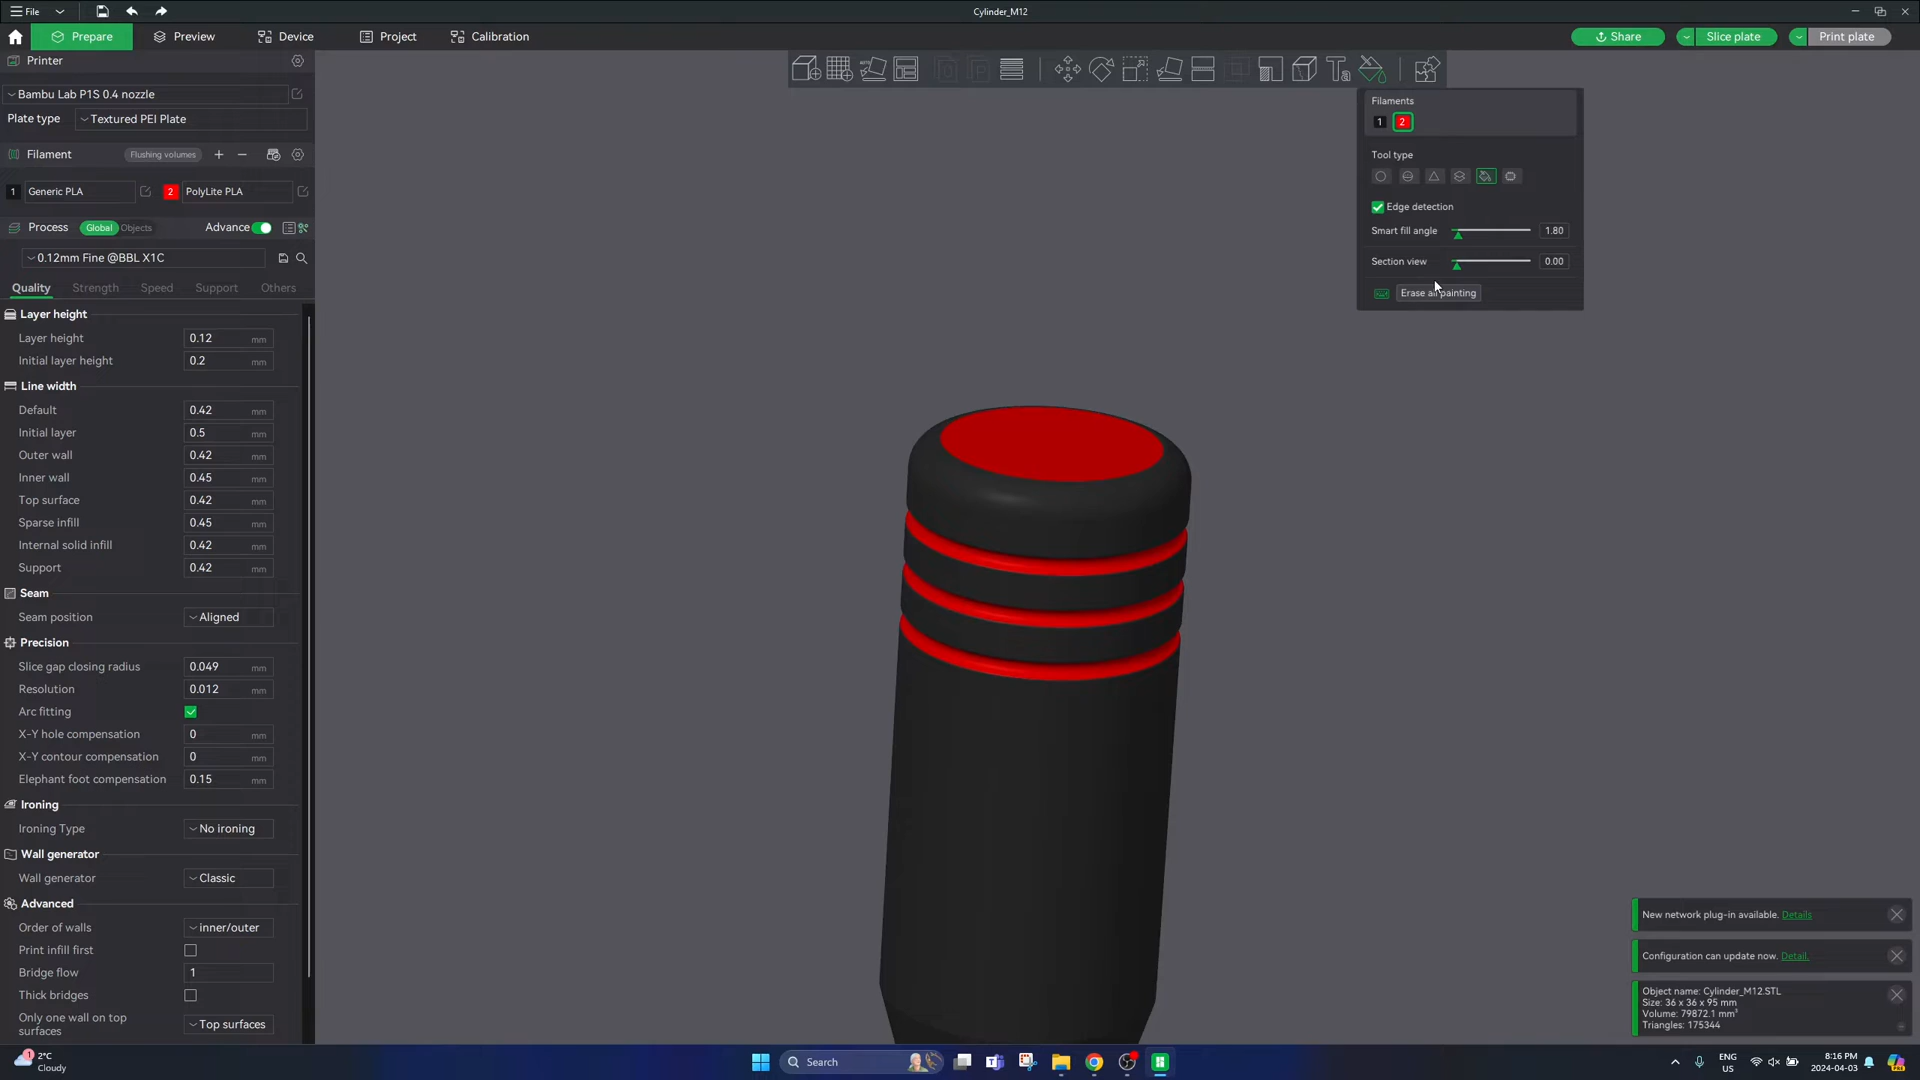 File
Cylinder_M12
Prepare
Preview
Device
Project
Calibration
Share
Slice plate
Print plate
Printer
Bambu Lab P1S 0.4 nozzle
Plate type
Textured PEI Plate
Filament
Flushing volumes
1
Generic PLA
2
PolyLite PLA
Process
Global
Objects
Advance
0.12mm Fine @BBL X1C
Quality
Strength
Speed
Support
Others
Layer height
Layer height 0.12 mm
Initial layer height 0.2 mm
Line width
Default 0.42 mm
Initial layer 0.5 mm
Outer wall 0.42 mm
Inner wall 0.45 mm
Top surface 0.42 mm
Sparse infill 0.45 mm
Internal solid infill 0.42 mm
Support 0.42 mm
Seam
Seam position Aligned
Precision
Slice gap closing radius 0.049 mm
Resolution 0.012 mm
Arc fitting
X-Y hole compensation 0 mm
X-Y contour compensation 0 mm
Elephant foot compensation 0.15 mm
Ironing
Ironing Type No ironing
Wall generator
Wall generator Classic
Advanced
Order of walls inner/outer
Print infill first
Bridge flow 1
Thick bridges
Only one wall on top
surfaces
Top surfaces
Filaments
1 2
Tool type
Edge detection
Smart fill angle 1.80
Section view 0.00
Erase all painting
New network plug-in available. Details
Configuration can update now. Detail.
Object name: Cylinder_M12.STL
Size: 36 x 36 x 95 mm
Volume: 79872.1 mm³
Triangles: 175344
1
2°C
Cloudy
Search
ENG
US
8:16 PM
2024-04-03